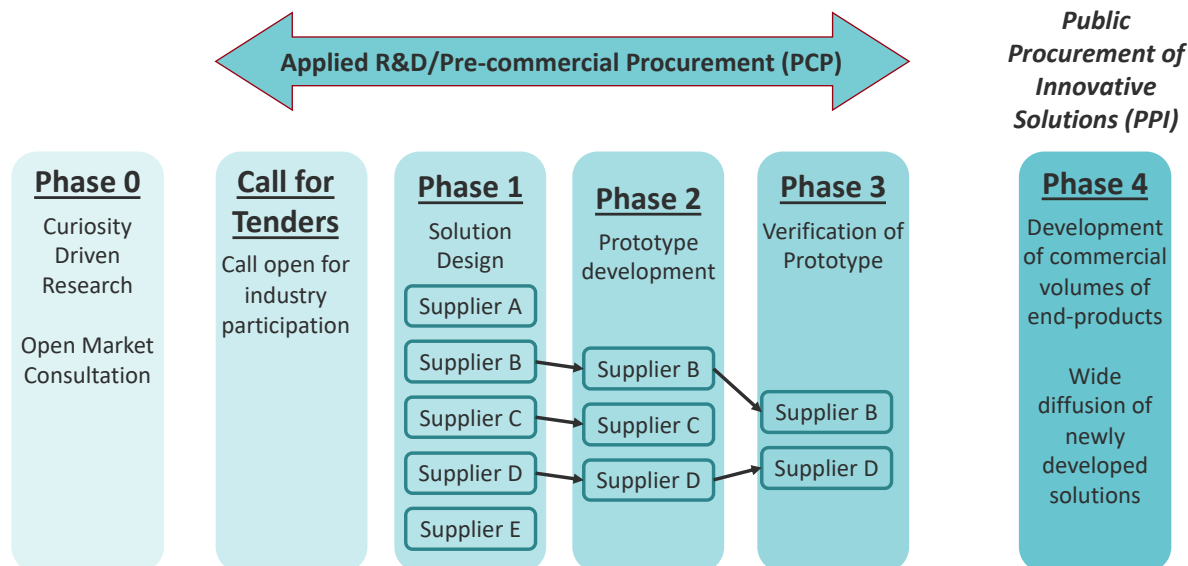 Applied R&D/Pre-commercial Procurement (PCP)
Public
Procurement of
Innovative
Solutions (PPI)
Phase 0
Curiosity
Driven
Research
Open Market
Consultation
Call for
Tenders
Call open for
industry
participation
Phase 1
Solution
Design
Supplier A
Supplier B
Supplier C
Supplier D
Supplier E
Phase 2
Prototype
development
Supplier B
Supplier C
Supplier D
Phase 3
Verification of
Prototype
Supplier B
Supplier D
Phase 4
Development
of commercial
volumes of
end-products
Wide
diffusion of
newly
developed
solutions